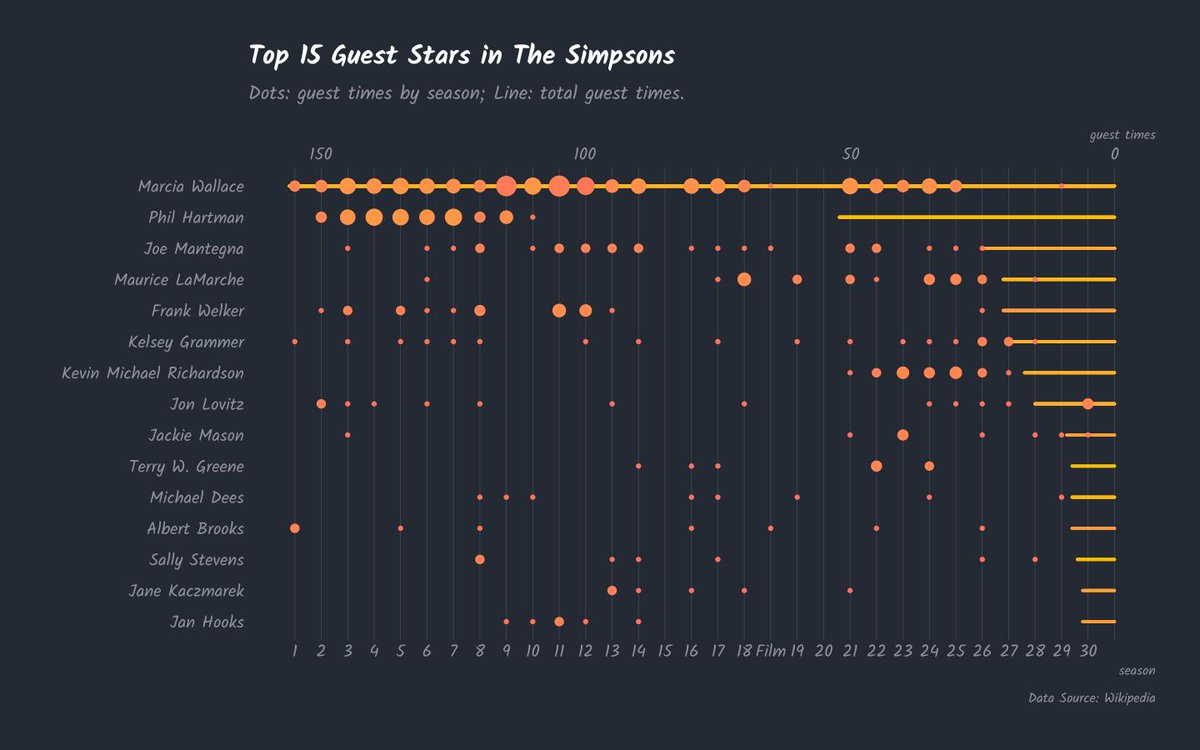 Top 15 Guest Stars in The Simpsons
Dots: guest times by season; Line: total guest times.
guest times
150 100 50 0
Marcia Wallace
Phil Hartman
Joe Mantegna
Maurice LaMarche
Frank Welker
Kelsey Grammer
Kevin Michael Richardson
Jon Lovitz
Jackie Mason
Terry W. Greene
Michael Dees
Albert Brooks
Sally Stevens
Jane Kaczmarek
Jan Hooks
1 2 3 4 5 6 7 8 9 10 11 12 13 14 15 16 17 18 Film 19 20 21 22 23 24 25 26 27 28 29 30
season
Data Source: Wikipedia